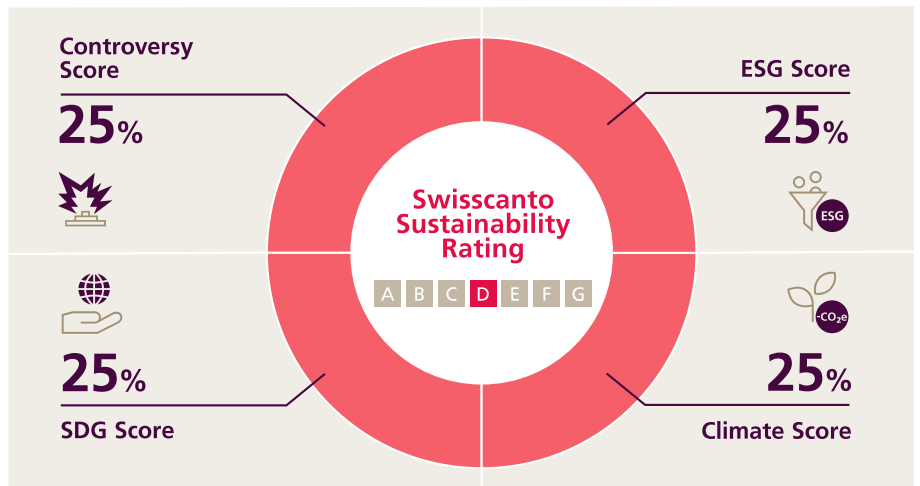 Controversy
Score
25%
ESG Score
25%
ESG
Swisscanto
Sustainability
Rating
A B C D E F G
25%
SDG Score
-CO₂e
25%
Climate Score